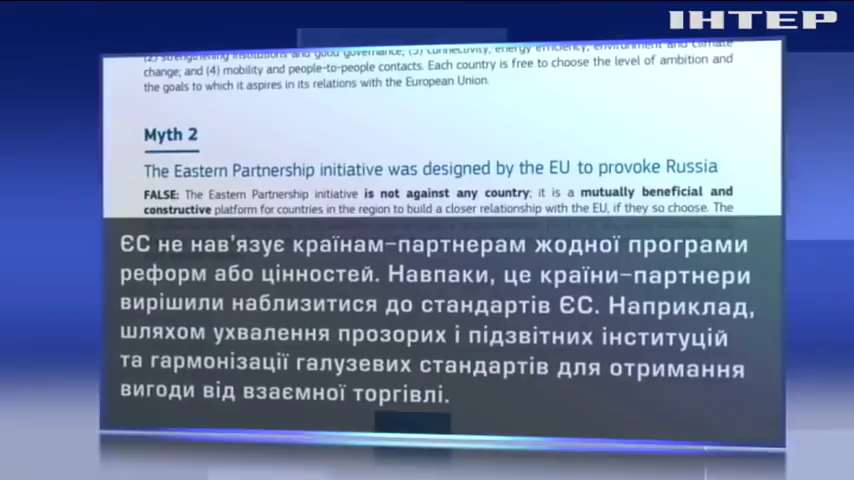 ІНТЕР
(2) strengthening institutions and good governance; (3) connectivity, energy efficiency, environment and climate
change; and (4) mobility and people-to-people contacts. Each country is free to choose the level of ambition and
the goals to which it aspires in its relations with the European Union.
Myth 2
The Eastern Partnership initiative was designed by the EU to provoke Russia
FALSE: The Eastern Partnership initiative is not against any country; it is a mutually beneficial and
constructive platform for countries in the region to build a closer relationship with the EU, if they so choose. The
ЄС не нав'язує країнам-партнерам жодної програми
реформ або цінностей. Навпаки, це країни-партнери
вирішили наблизитися до стандартів ЄС. Наприклад,
шляхом ухвалення прозорих і підзвітних інституцій
та гармонізації галузевих стандартів для отримання
вигоди від взаємної торгівлі.